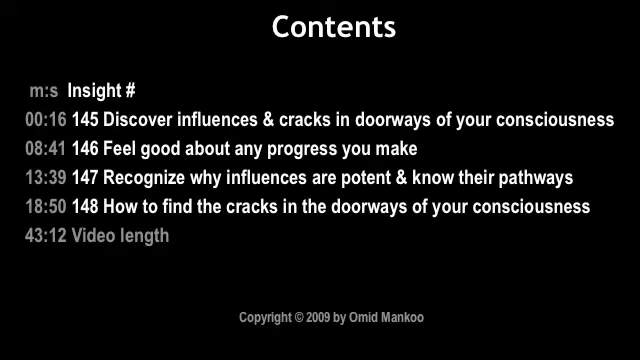 Contents
m:s Insight #
00:16 145 Discover influences & cracks in doorways of your consciousness
08:41 146 Feel good about any progress you make
13:39 147 Recognize why influences are potent & know their pathways
18:50 148 How to find the cracks in the doorways of your consciousness
43:12 Video length
Copyright © 2009 by Omid Mankoo